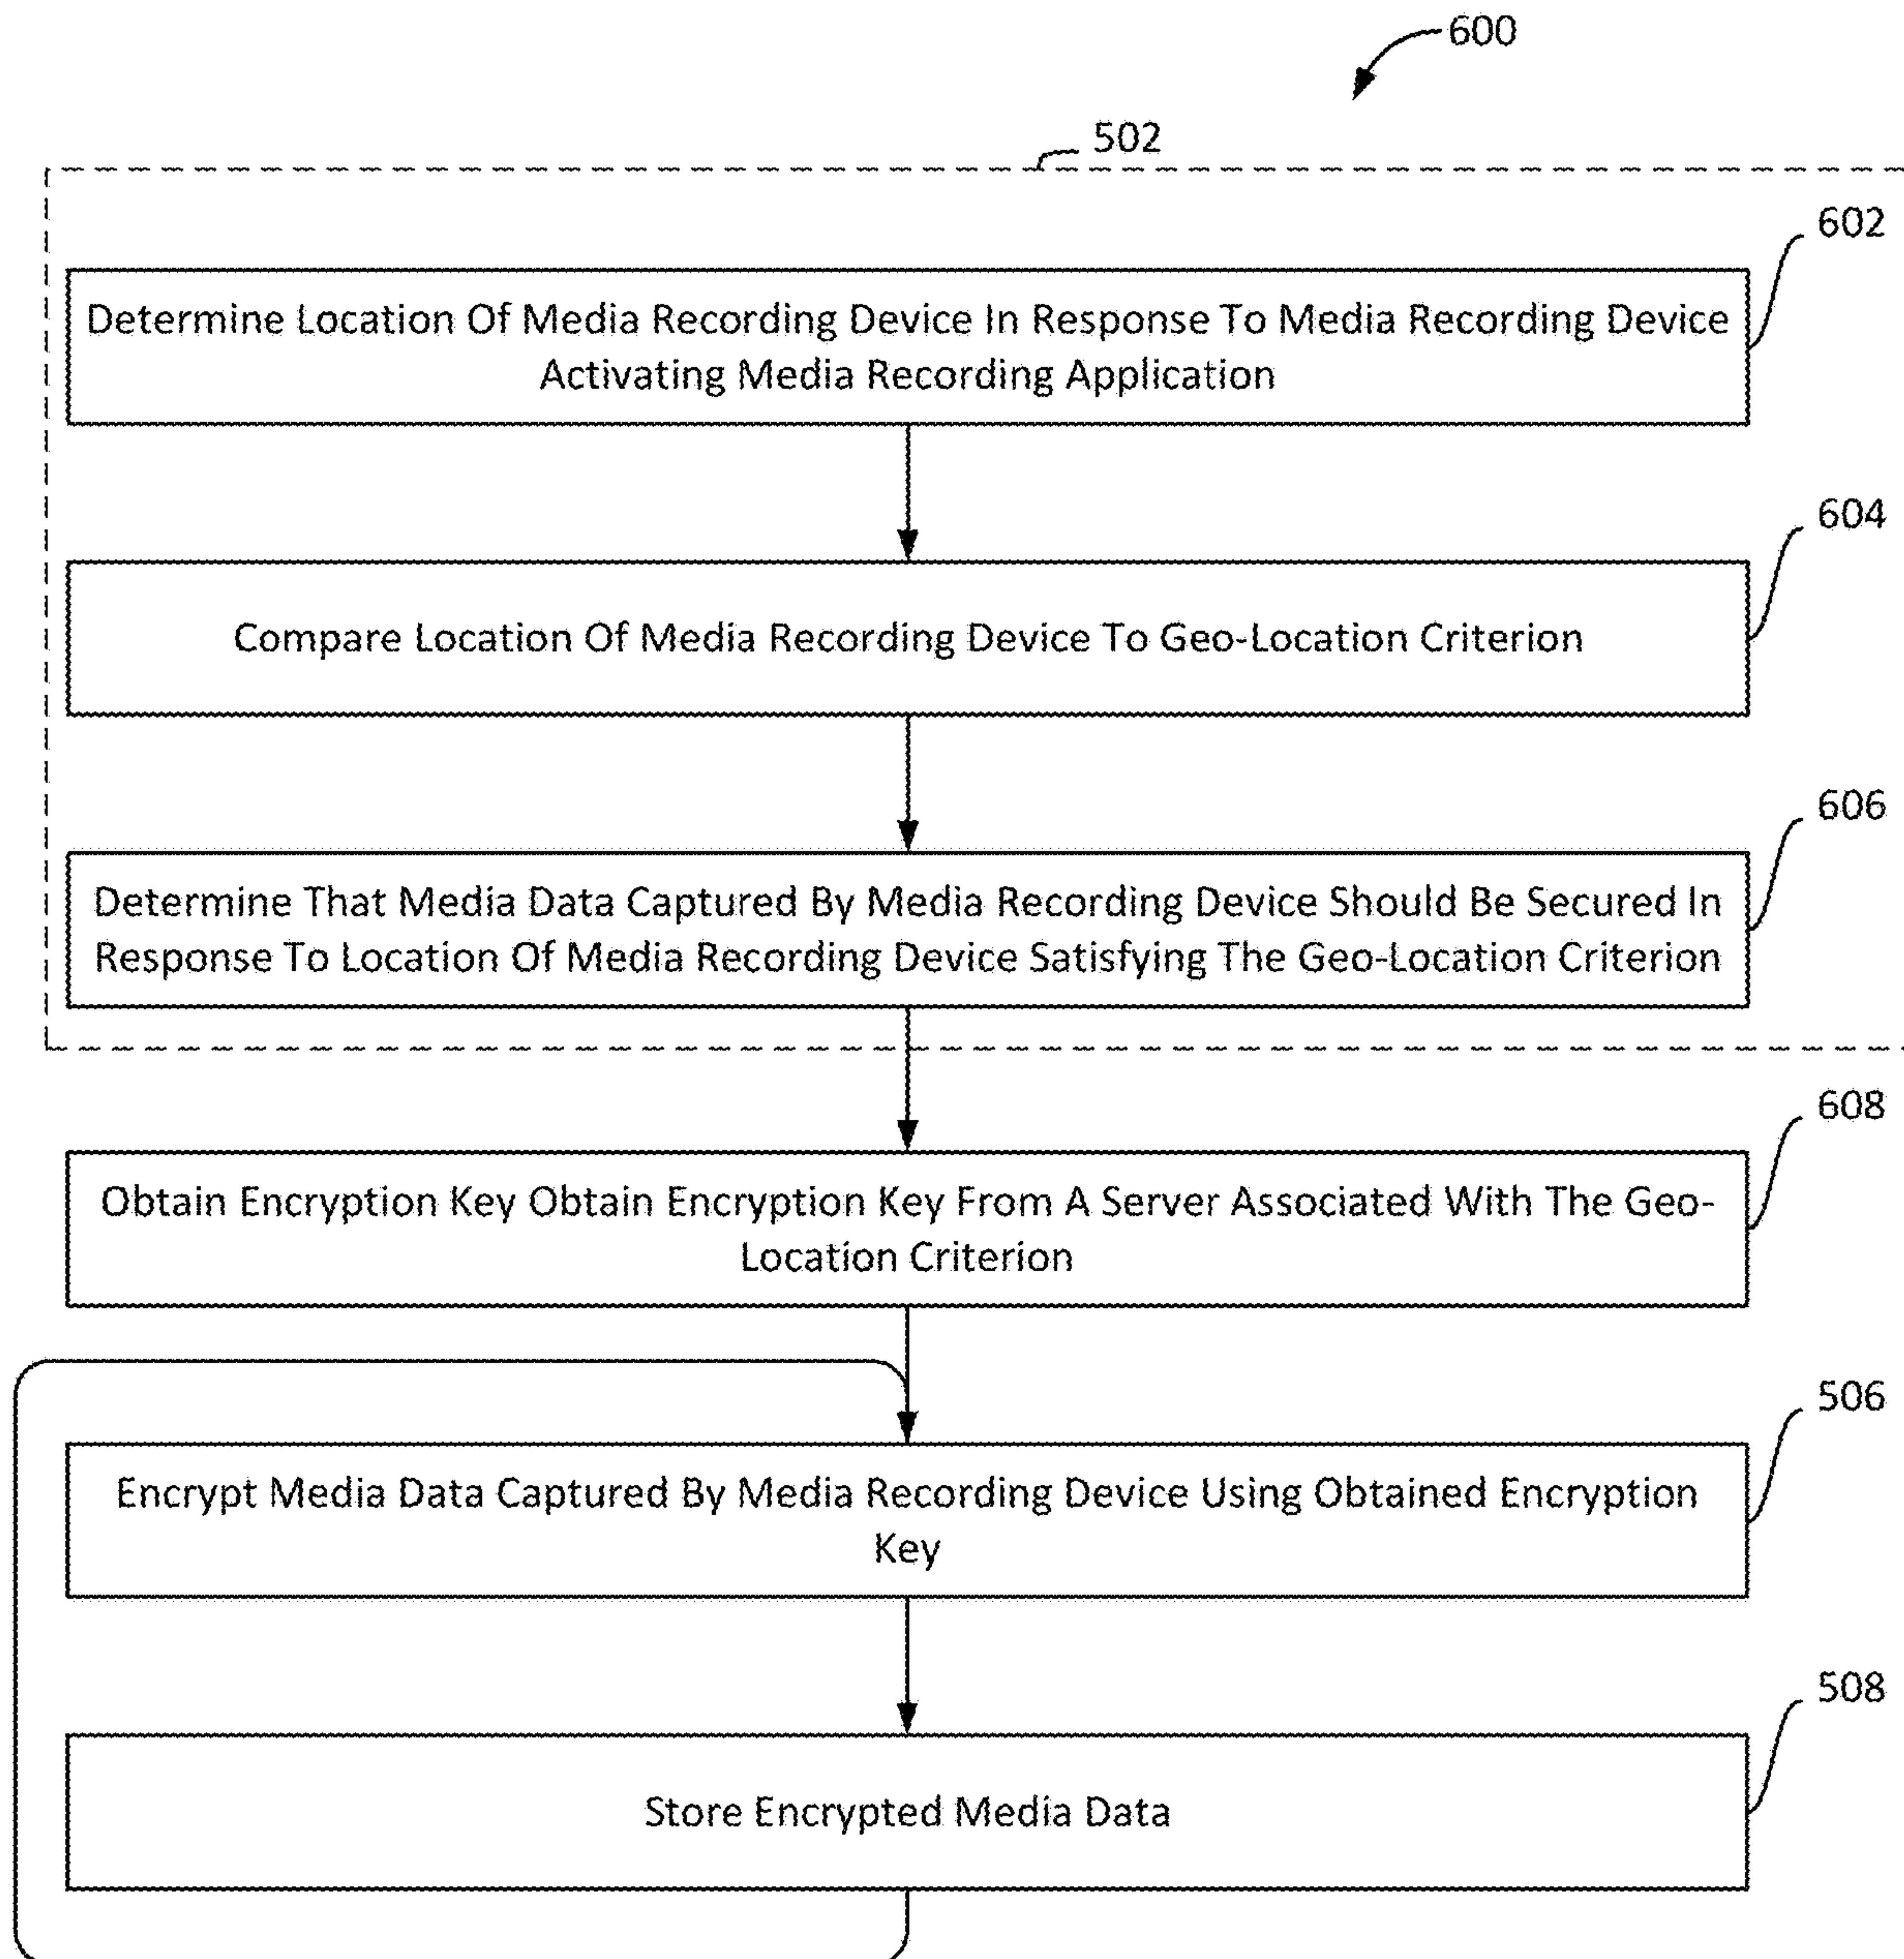 600
502
602
Determine Location Of Media Recording Device In Response To Media Recording Device
Activating Media Recording Application
604
Compare Location Of Media Recording Device To Geo-Location Criterion
606
Determine That Media Data Captured By Media Recording Device Should Be Secured In
Response To Location Of Media Recording Device Satisfying The Geo-Location Criterion
608
Obtain Encryption Key Obtain Encryption Key From A Server Associated With The Geo-
Location Criterion
506
Encrypt Media Data Captured By Media Recording Device Using Obtained Encryption
Key
508
Store Encrypted Media Data